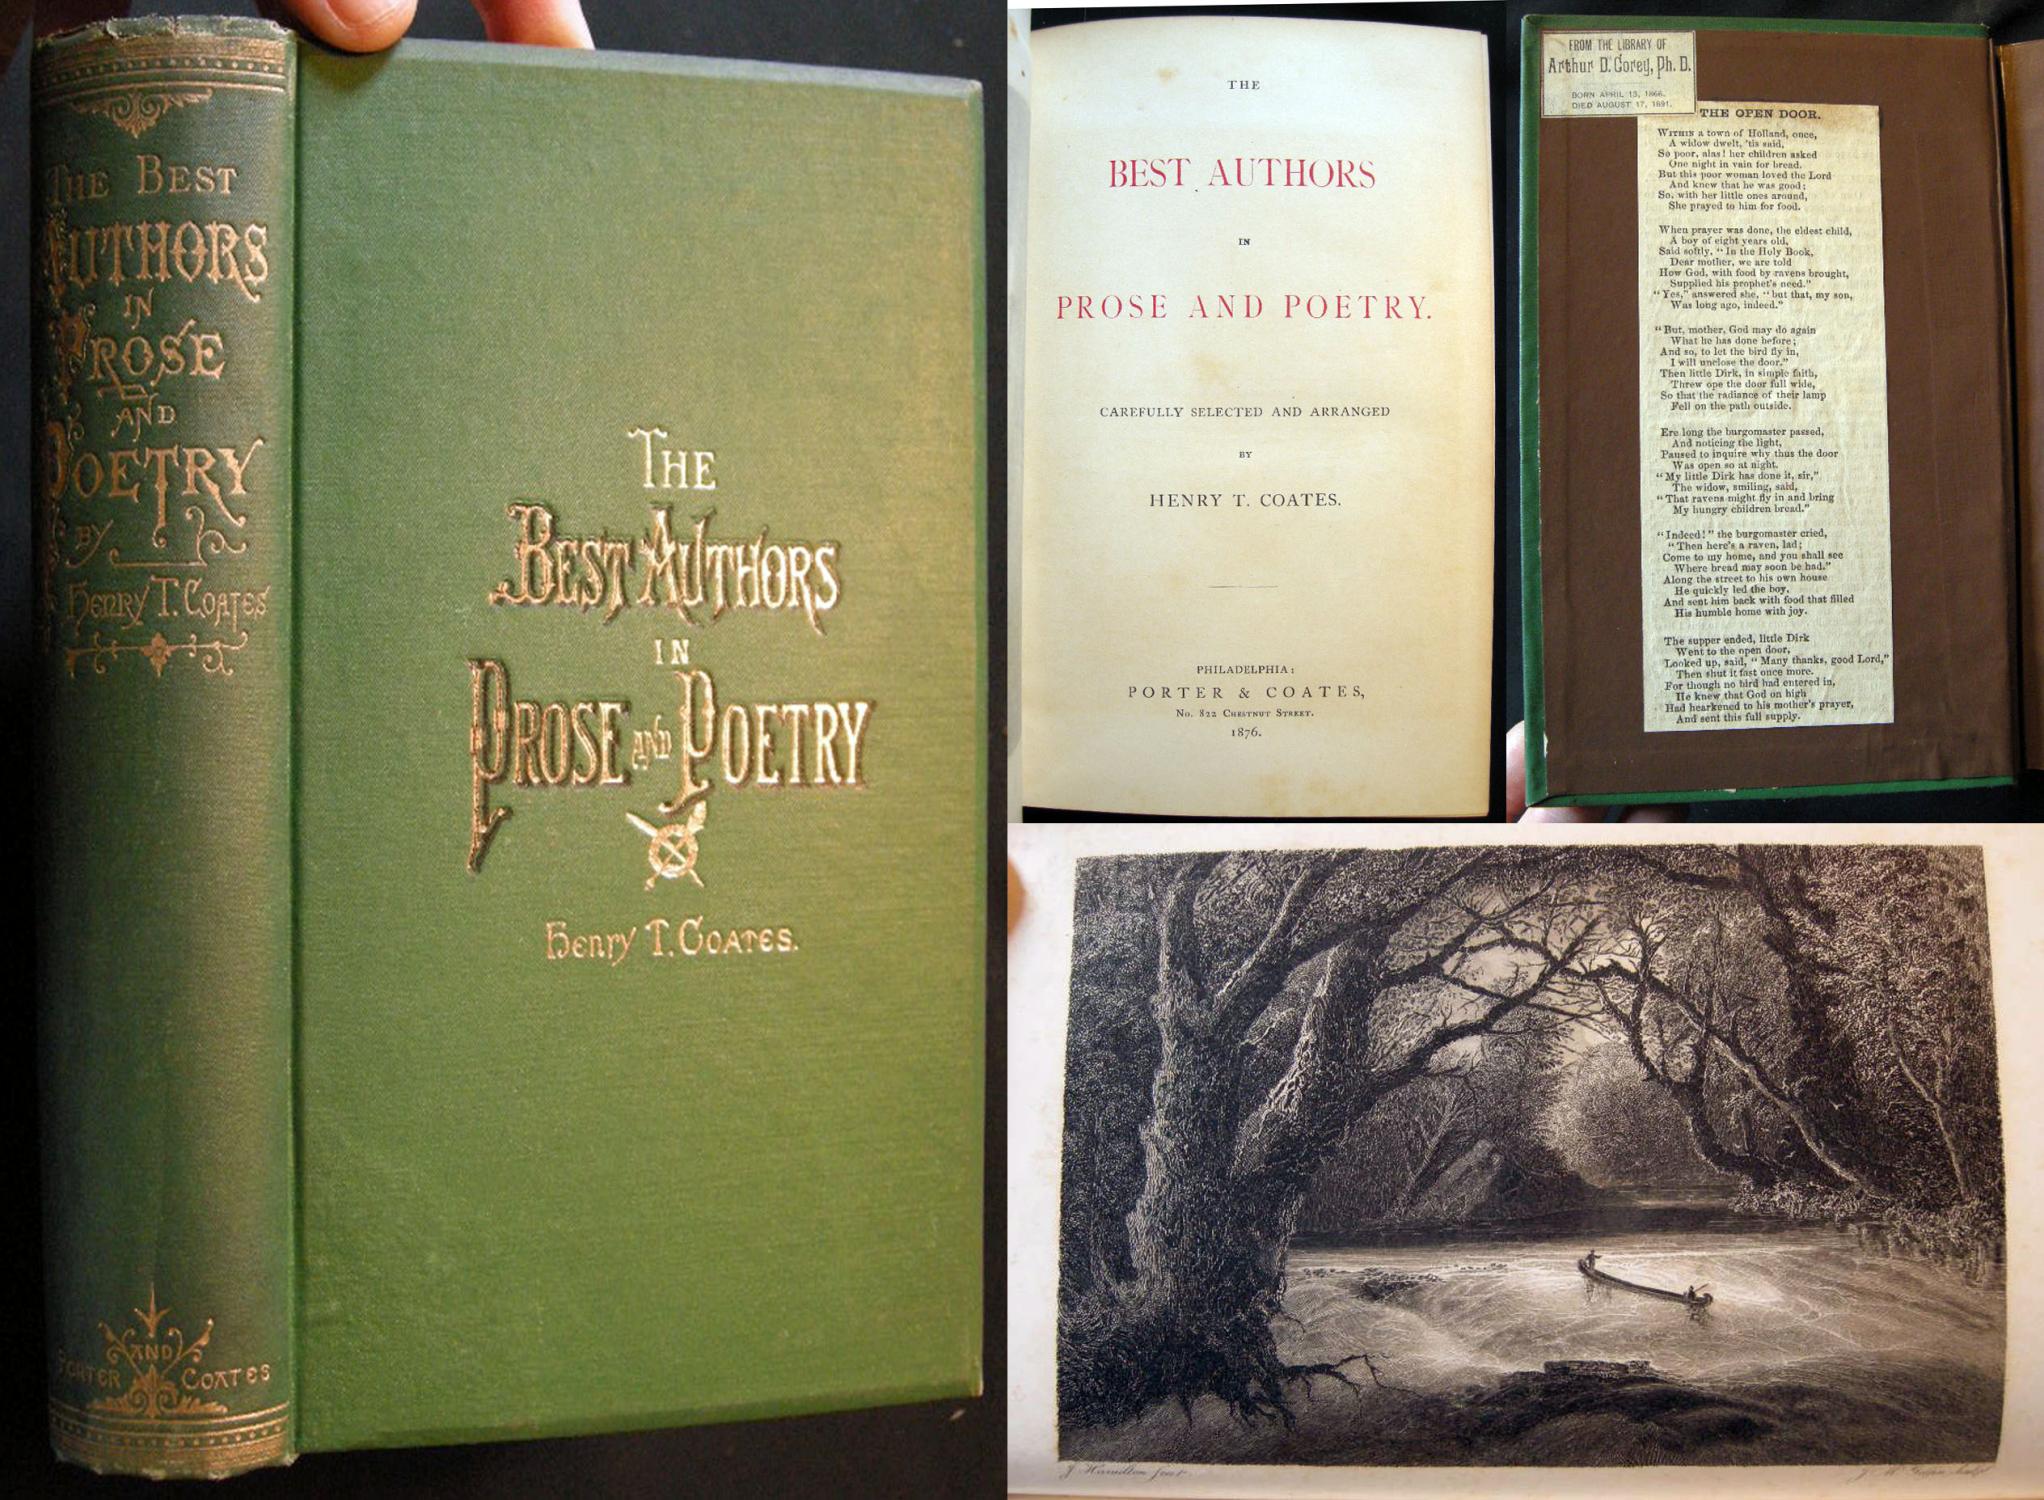 The Best
Authors
in
Prose
and
Poetry
by
Henry T. Coates
Porter and Coates
The
Best Authors
in
Prose and Poetry
Henry T. Coates.
THE
BEST AUTHORS
IN
PROSE AND POETRY.
CAREFULLY SELECTED AND ARRANGED
BY
HENRY T. COATES.
PHILADELPHIA:
PORTER & COATES,
No. 822 Chestnut Street.
1876.
FROM THE LIBRARY OF
Arthur D. Corey, Ph. D.
BORN APRIL 13, 1866.
DIED AUGUST 17, 1891.
THE OPEN DOOR.
Within a town of Holland, once,
A widow dwelt, 'tis said,
So poor, alas! her children asked
One night in vain for bread.
But this poor woman loved the Lord
And knew that he was good;
So, with her little ones around,
She prayed to him for food.
When prayer was done, the eldest child,
A boy of eight years old,
Said softly, "In the Holy Book,
Dear mother, we are told
How God, with food by ravens brought,
Supplied his prophet's need."
"Yes," answered she, "but that, my son,
Was long ago, indeed."
"But, mother, God may do again
What he has done before;
And so, to let the bird fly in,
I will unclose the door."
Then little Dirk, in simple faith,
Threw ope the door full wide,
So that the radiance of their lamp
Fell on the path outside.
Ere long the burgomaster passed,
And noticing the light,
Paused to inquire why thus the door
Was open so at night.
"My little Dirk has done it, sir,"
The widow, smiling, said,
"That ravens might fly in and bring
My hungry children bread."
"Indeed!" the burgomaster cried,
"Then here's a raven, lad;
Come to my home, and you shall see
Where bread may soon be had."
Along the street to his own house
He quickly led the boy,
And sent him back with food that filled
His humble home with joy.
The supper ended, little Dirk
Went to the open door,
Looked up, said, "Many thanks, good Lord,"
Then shut it fast once more.
For though no bird had entered in,
He knew that God on high
Had hearkened to his mother's prayer,
And sent this full supply.
J. Hamilton